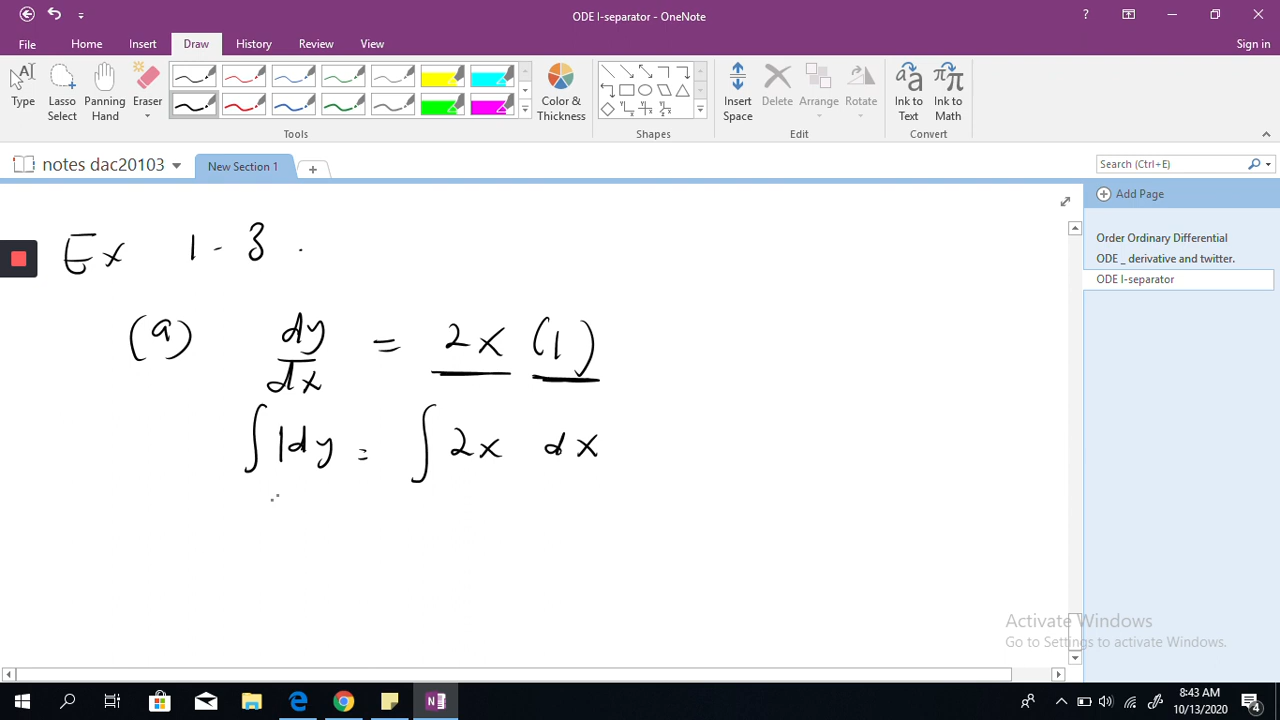 ODE I-separator - OneNote
?
Sign in
File Home Insert Draw History Review View
Type
Lasso Select
Panning Hand
Eraser
Color & Thickness
Insert Space
Delete
Arrange
Rotate
Ink to Text
Ink to Math
Tools
Shapes
Edit
Convert
notes dac20103
New Section 1
+
Search (Ctrl+E)
Add Page
Order Ordinary Differential
ODE _ derivative and twitter.
ODE I-separator
Ex 1-3.
(a) dy/dx = 2x (1)
∫ 1dy = ∫ 2x dx
Activate Windows
Go to Settings to activate Windows.
8:43 AM
10/13/2020
4